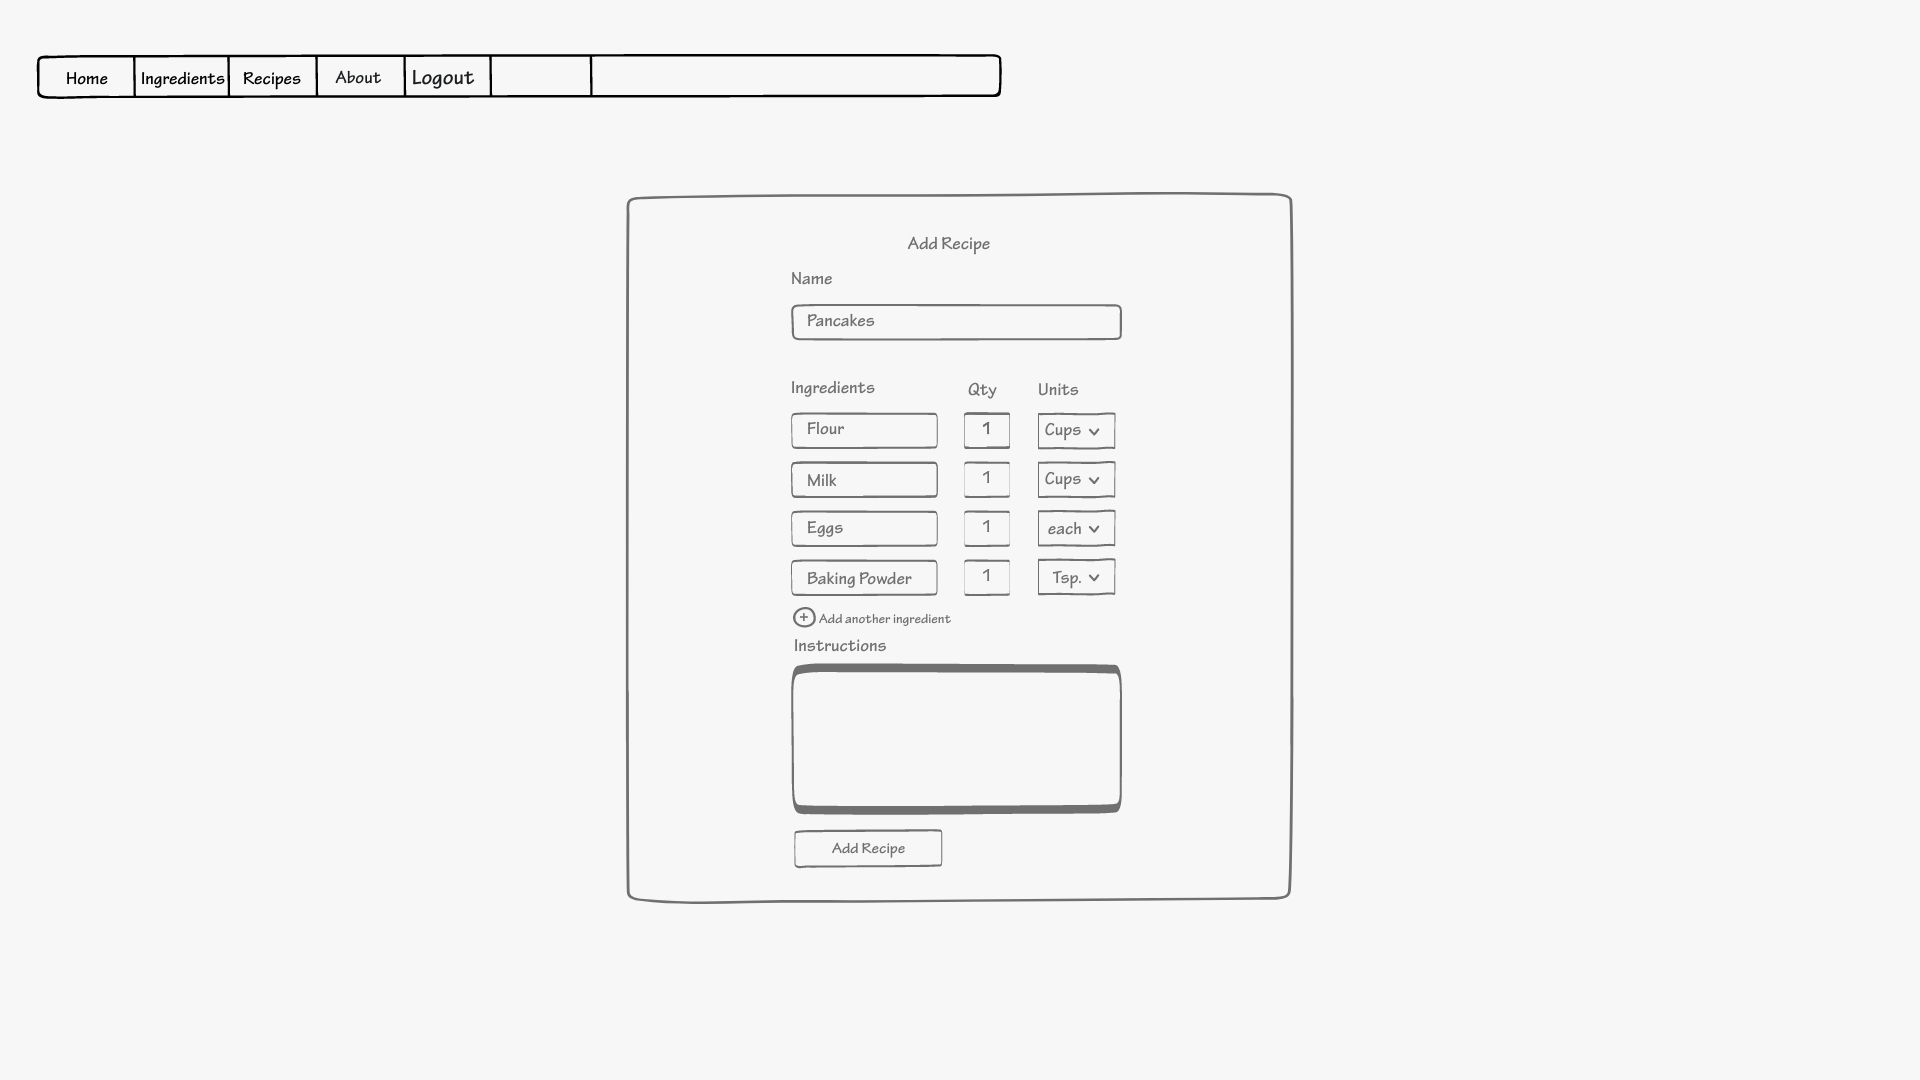 Home Ingredients Recipes About Logout
Add Recipe
Name
Pancakes
Ingredients Qty Units
Flour 1 Cups
Milk 1 Cups
Eggs 1 each
Baking Powder 1 Tsp.
+ Add another ingredient
Instructions
Add Recipe